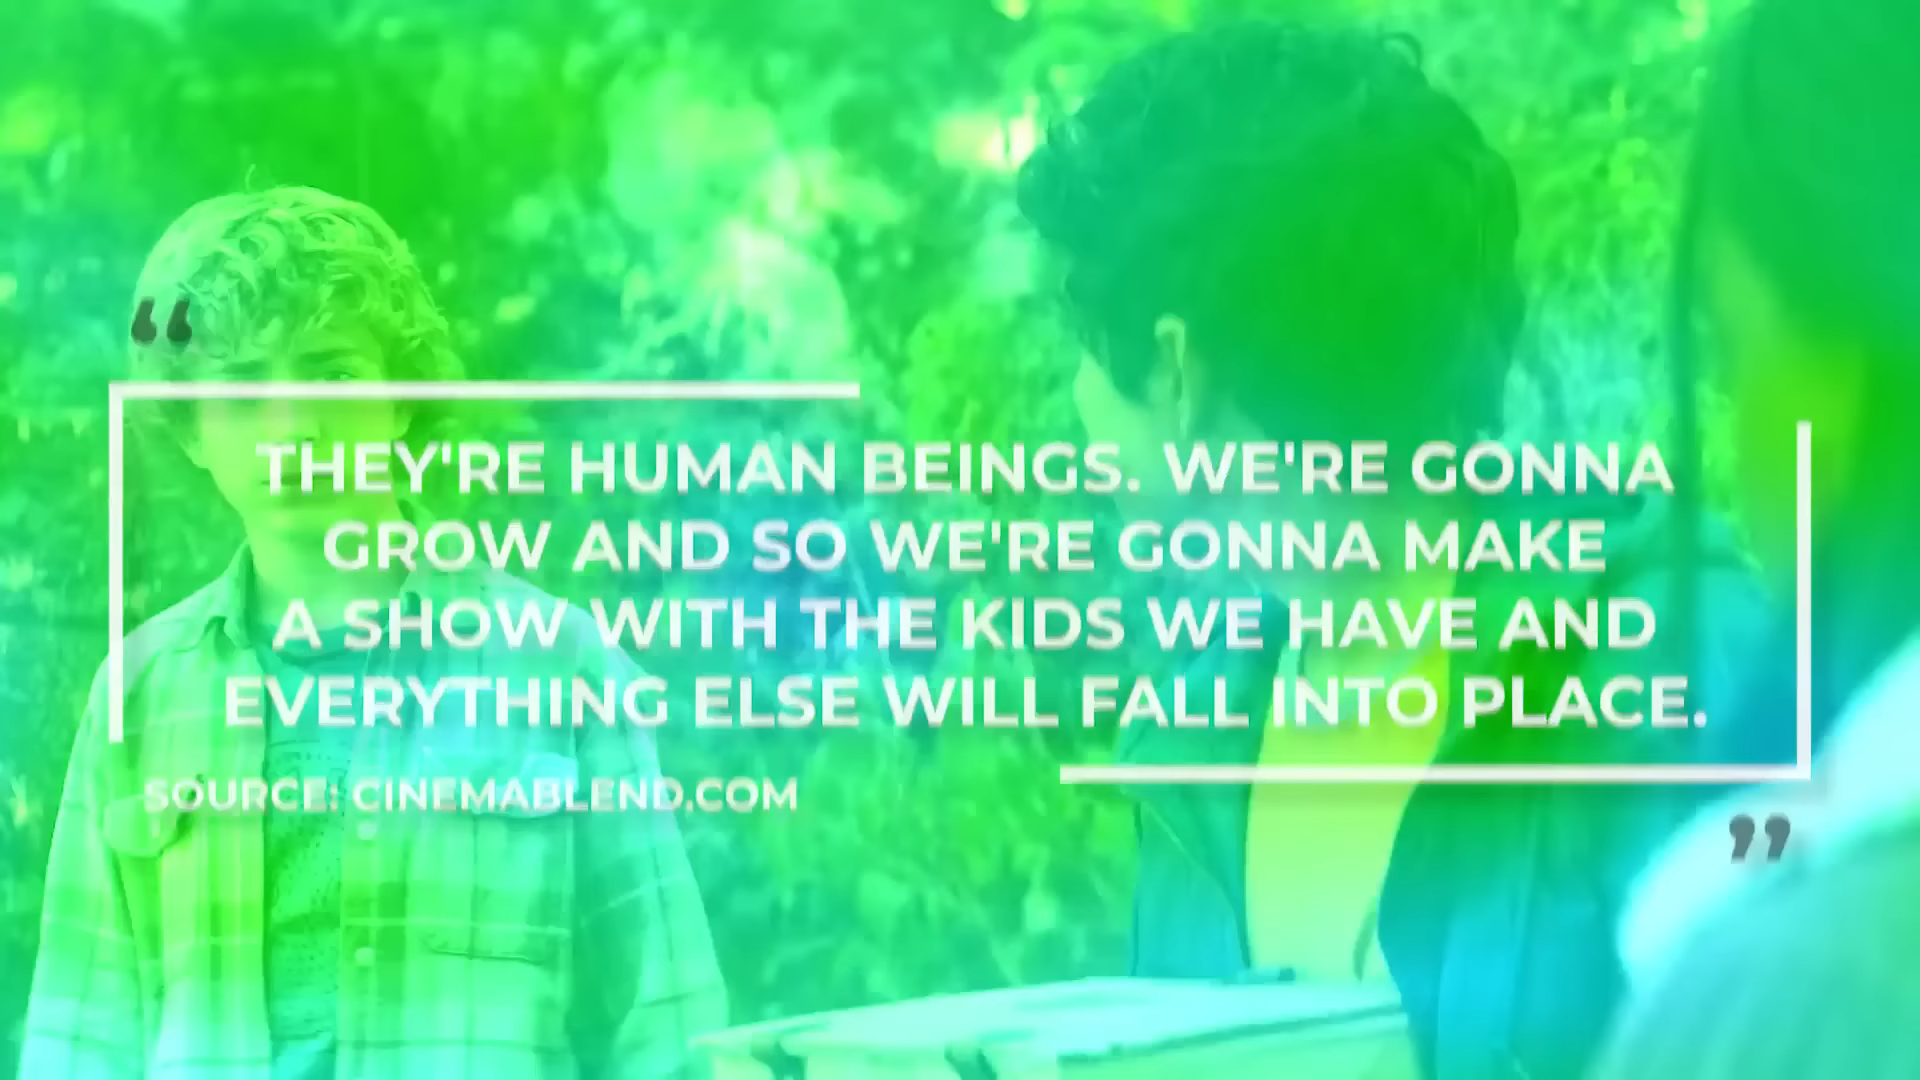 “
THEY'RE HUMAN BEINGS. WE'RE GONNA
GROW AND SO WE'RE GONNA MAKE
A SHOW WITH THE KIDS WE HAVE AND
EVERYTHING ELSE WILL FALL INTO PLACE.
SOURCE: CINEMABLEND.COM
”